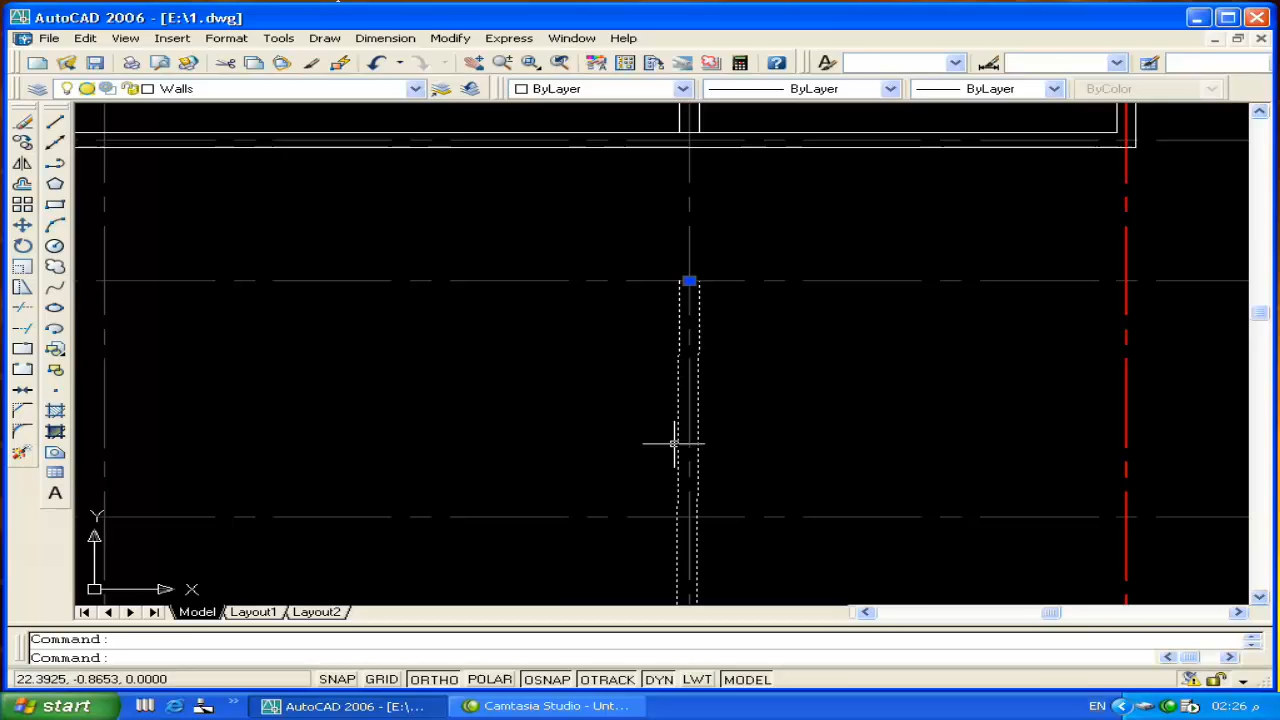 AutoCAD 2006 - [E:\1.dwg]
File Edit View Insert Format Tools Draw Dimension Modify Express Window Help
Walls ByLayer ByLayer ByLayer ByColor
Y
X
A
Model Layout1 Layout2
Command:
Command:
22.3925, -0.8653, 0.0000 SNAP GRID ORTHO POLAR OSNAP OTRACK DYN LWT MODEL
start AutoCAD 2006 - [E:\... Camtasia Studio - Unt... EN 02:26 م